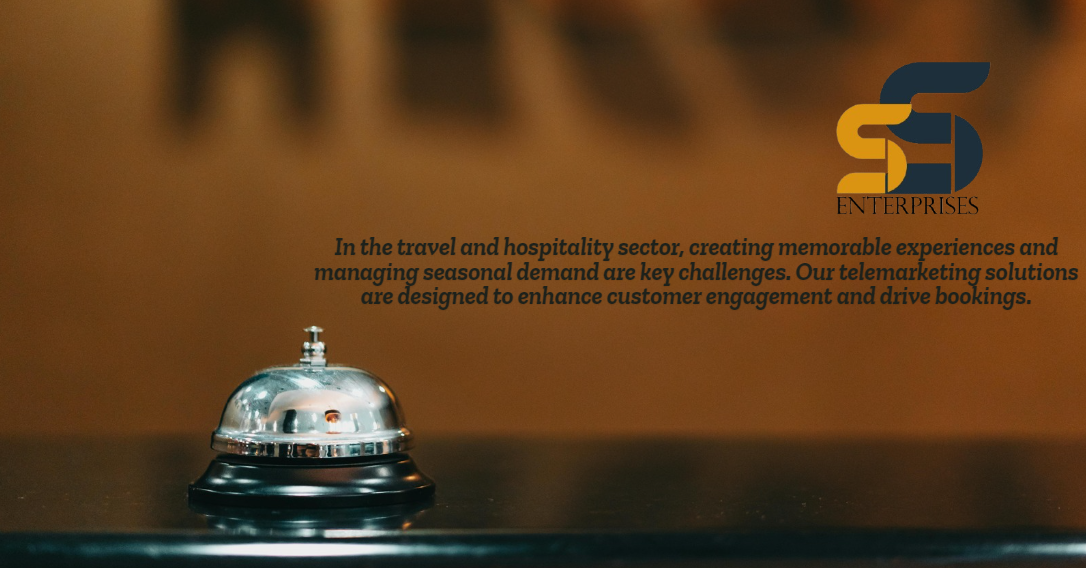 ENTERPRISES
In the travel and hospitality sector, creating memorable experiences and
managing seasonal demand are key challenges. Our telemarketing solutions
are designed to enhance customer engagement and drive bookings.